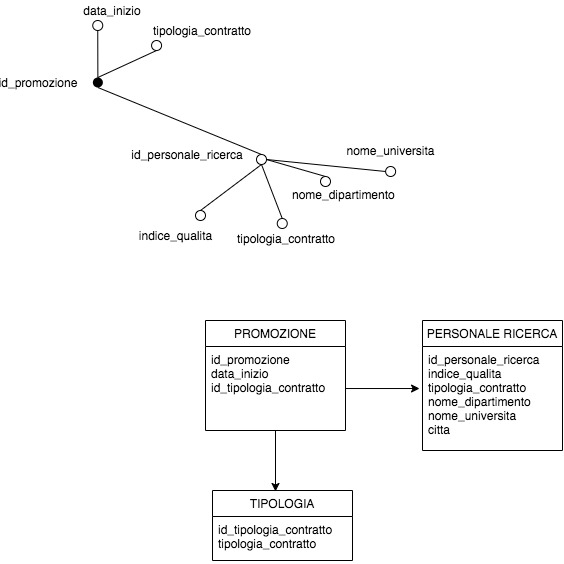 data_inizio
tipologia_contratto
id_promozione
id_personale_ricerca
nome_universita
nome_dipartimento
indice_qualita
tipologia_contratto
PROMOZIONE
id_promozione
data_inizio
id_tipologia_contratto
PERSONALE RICERCA
id_personale_ricerca
indice_qualita
tipologia_contratto
nome_dipartimento
nome_universita
citta
TIPOLOGIA
id_tipologia_contratto
tipologia_contratto